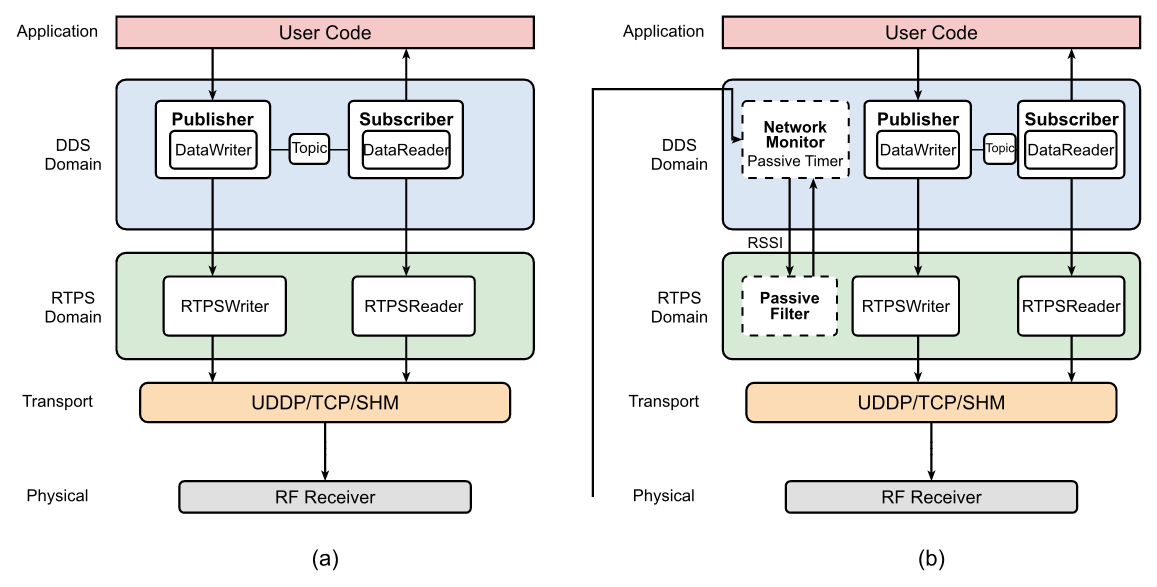 Application
User Code
DDS
Domain
Publisher
DataWriter
Topic
Subscriber
DataReader
RTPS
Domain
RTPSWriter
RTPSReader
Transport
UDDP/TCP/SHM
Physical
RF Receiver
(a)
Application
User Code
DDS
Domain
Network
Monitor
Passive Timer
Publisher
DataWriter
Topic
Subscriber
DataReader
RSSI
RTPS
Domain
Passive
Filter
RTPSWriter
RTPSReader
Transport
UDDP/TCP/SHM
Physical
RF Receiver
(b)